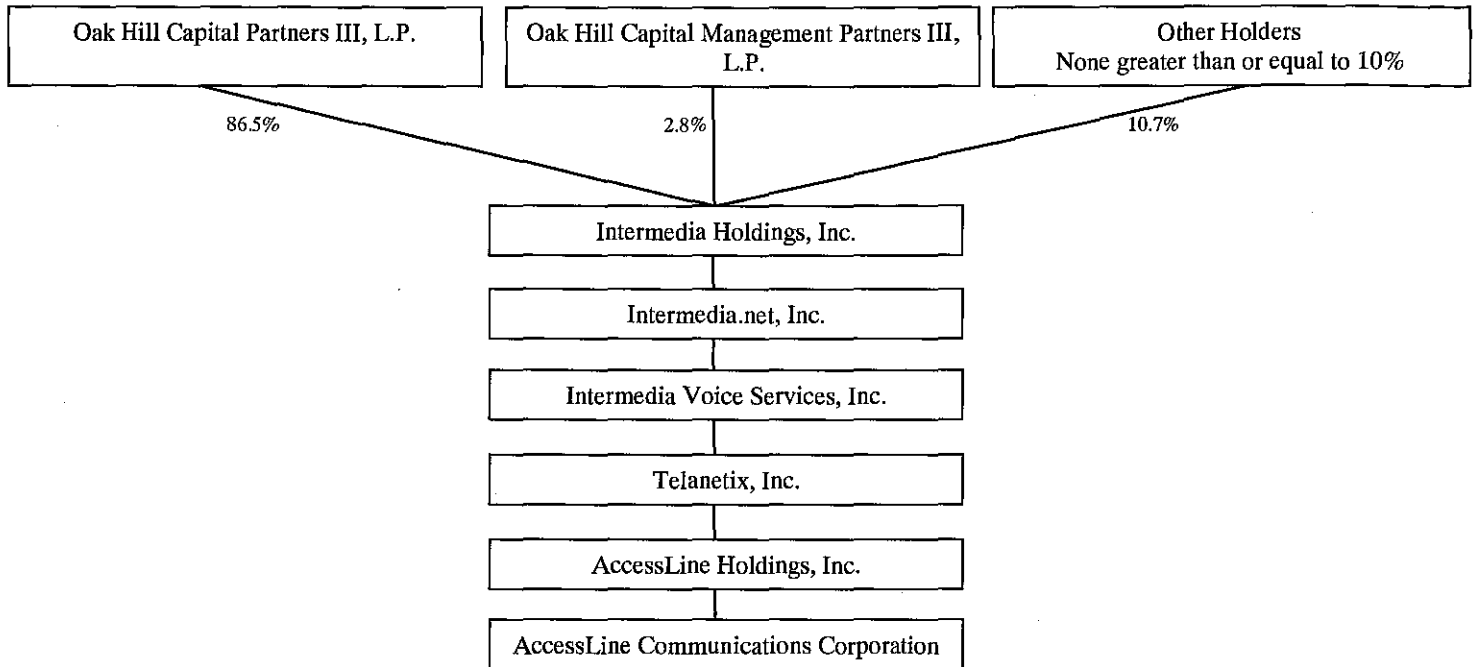 Oak Hill Capital Partners III, L.P.
Oak Hill Capital Management Partners III,
L.P.
Other Holders
None greater than or equal to 10%
86.5%
2.8%
10.7%
Intermedia Holdings, Inc.
Intermedia.net, Inc.
Intermedia Voice Services, Inc.
Telanetix, Inc.
AccessLine Holdings, Inc.
AccessLine Communications Corporation